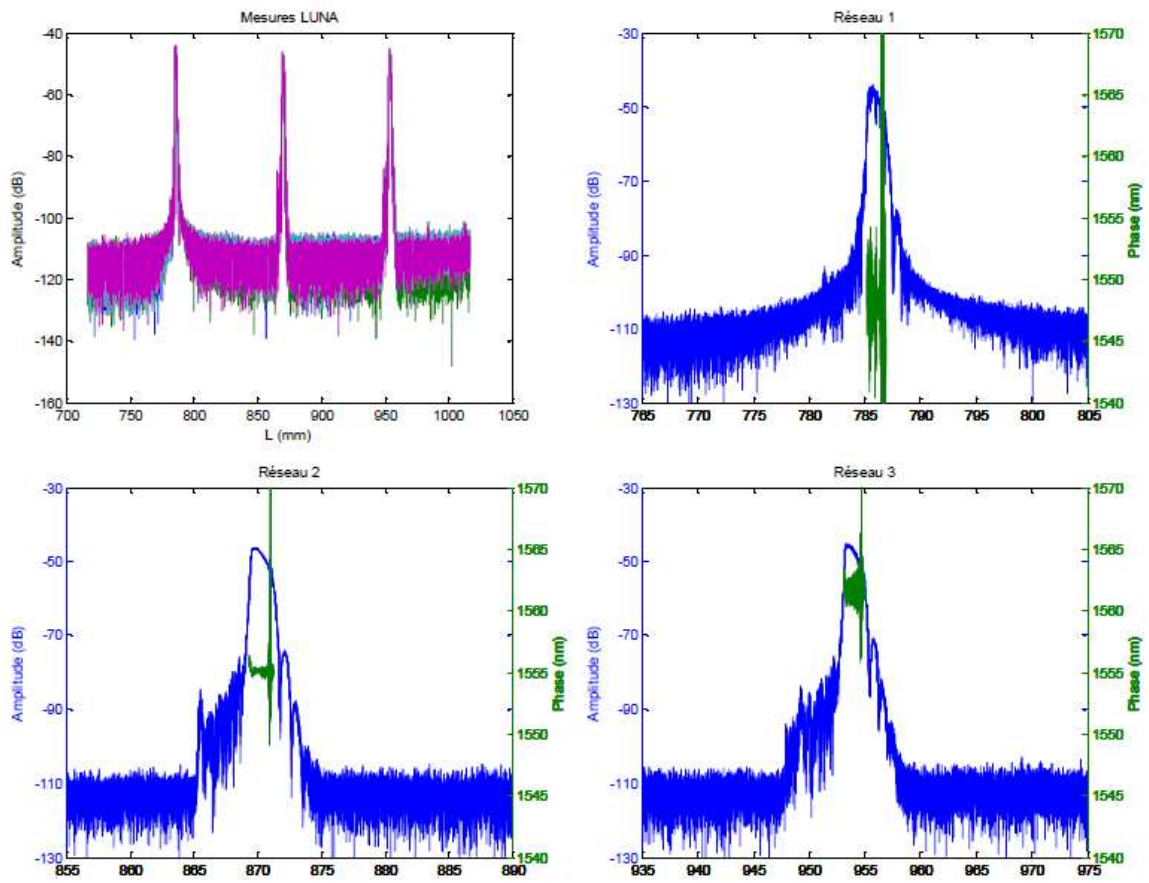 Mesures LUNA
-40
-60
-80
-100
-120
-140
-160
700 750 800 850 900 950 1000 1050
Amplitude (dB)
L (mm)
Réseau 1
-30
-50
-70
-90
-110
-130
765 770 775 780 785 790 795 800 805
Amplitude (dB)
1570
1565
1560
1555
1550
1545
1540
Phase (nm)
Réseau 2
-30
-50
-70
-90
-110
-130
855 860 865 870 875 880 885 890
Amplitude (dB)
1570
1565
1560
1555
1550
1545
1540
Phase (nm)
Réseau 3
-30
-50
-70
-90
-110
-130
935 940 945 950 955 960 965 970 975
Amplitude (dB)
1570
1565
1560
1555
1550
1545
1540
Phase (nm)